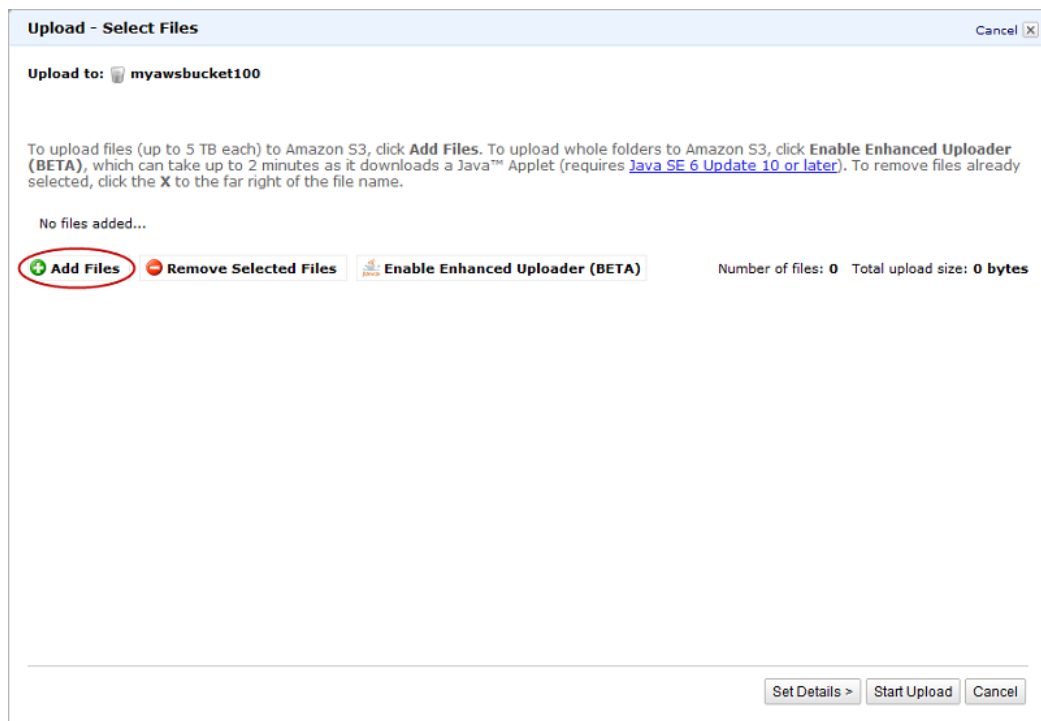 Upload - Select Files
Cancel
Upload to: myawsbucket100
To upload files (up to 5 TB each) to Amazon S3, click Add Files. To upload whole folders to Amazon S3, click Enable Enhanced Uploader
(BETA), which can take up to 2 minutes as it downloads a Java™ Applet (requires Java SE 6 Update 10 or later). To remove files already
selected, click the X to the far right of the file name.
No files added...
Add Files Remove Selected Files Enable Enhanced Uploader (BETA) Number of files: 0 Total upload size: 0 bytes
Set Details > Start Upload Cancel